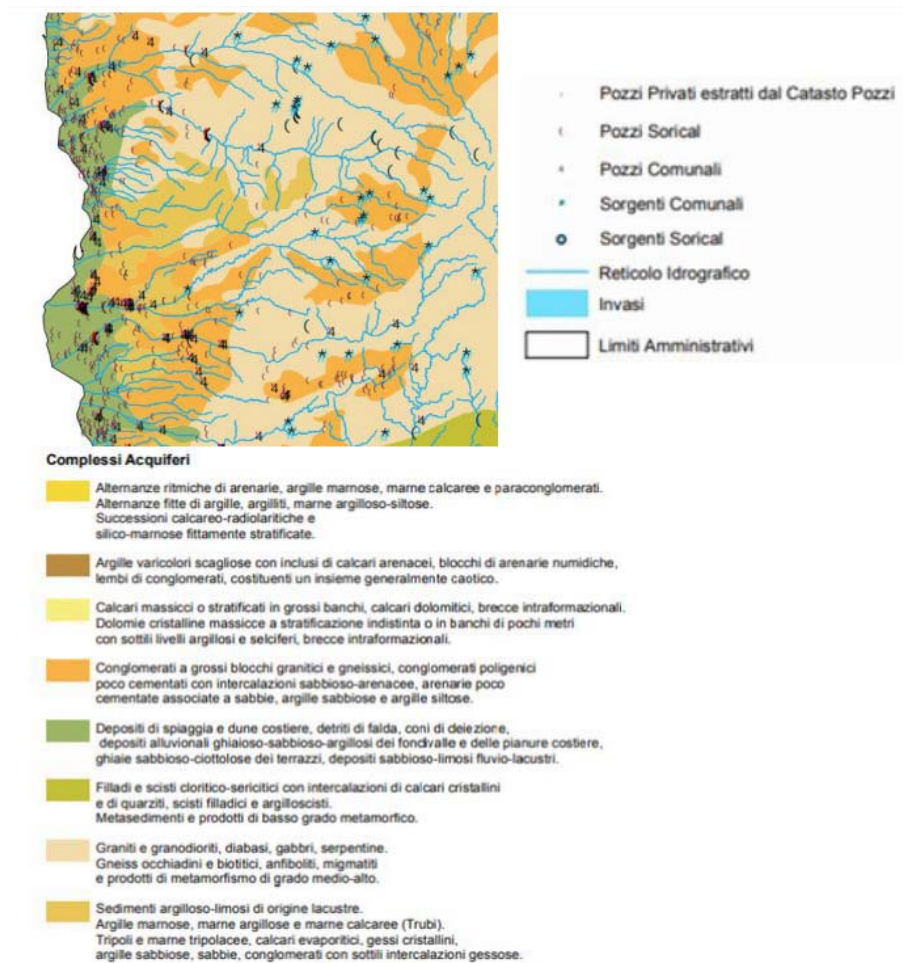 Pozzi Privati estratti dal Catasto Pozzi
Pozzi Sorical
Pozzi Comunali
Sorgenti Comunali
Sorgenti Sorical
Reticolo Idrografico
Invasi
Limiti Amministrativi
Complessi Acquiferi
Alternanze ritmiche di arenarie, argille marnose, marne calcaree e paraconglomerati.
Alternanze fitte di argille, argilliti, marne argilloso-siltose.
Successioni calcareo-radiolaritiche e
silico-marnose fittamente stratificate.
Argille varicolori scagliose con inclusi di calcari arenacei, blocchi di arenarie numidiche,
lembi di conglomerati, costituenti un insieme generalmente caotico.
Calcari massicci o stratificati in grossi banchi, calcari dolomitici, brecce intraformazionali.
Dolomie cristalline massicce a stratificazione indistinta o in banchi di pochi metri
con sottili livelli argillosi e selciferi, brecce intraformazionali.
Conglomerati a grossi blocchi granitici e gneissici, conglomerati poligenici
poco cementati con intercalazioni sabbioso-arenacee, arenarie poco
cementate associate a sabbie, argille sabbiose e argille siltose.
Depositi di spiaggia e dune costiere, detriti di falda, coni di deiezione,
depositi alluvionali ghiaioso-sabbioso-argillosi dei fondivalle e delle pianure costiere,
ghiaie sabbioso-ciottolose dei terrazzi, depositi sabbioso-limosi fluvio-lacustri.
Filladi e scisti cloritico-sericitici con intercalazioni di calcari cristallini
e di quarziti, scisti filladici e argilloscisti.
Metasedimenti e prodotti di basso grado metamorfico.
Graniti e granodioriti, diabasi, gabbri, serpentine.
Gneiss occhiadini e biotitici, anfiboliti, migmatiti
e prodotti di metamorfismo di grado medio-alto.
Sedimenti argilloso-limosi di origine lacustre.
Argille marnose, marne argillose e marne calcaree (Trubi).
Tripoli e marne tripolacee, calcari evaporitici, gessi cristallini,
argille sabbiose, sabbie, conglomerati con sottili intercalazioni gessose.